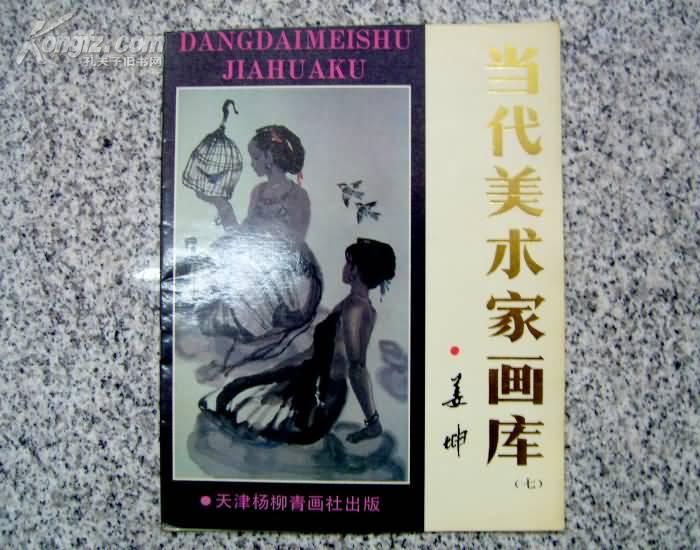 Kongfz.com
孔夫子旧书网
DANGDAIMEISHU
JIAHUAKU
当代美术家画库
(七)
•姜坤
•天津杨柳青画社出版